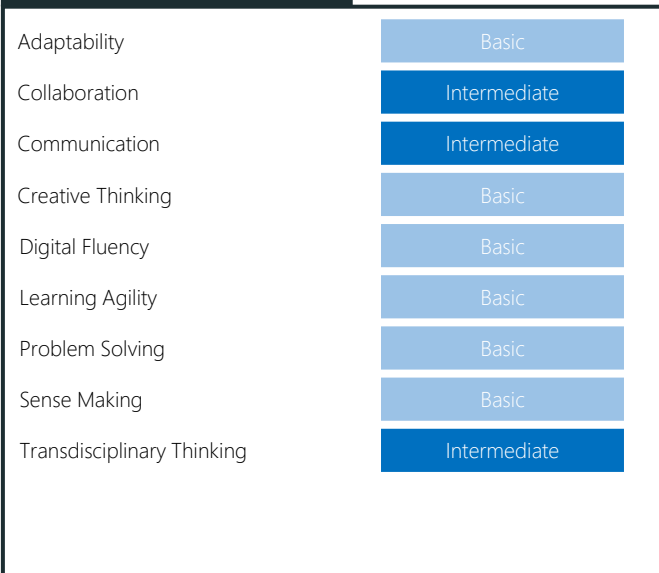 Adaptability Basic
Collaboration Intermediate
Communication Intermediate
Creative Thinking Basic
Digital Fluency Basic
Learning Agility Basic
Problem Solving Basic
Sense Making Basic
Transdisciplinary Thinking Intermediate